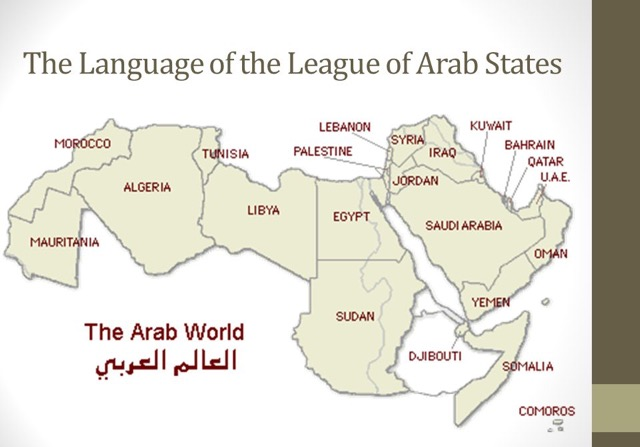 The Language of the League of Arab States
LEBANON
KUWAIT
MOROCCO
SYRIA
BAHRAIN
TUNISIA
PALESTINE
IRAQ
QATAR
U.A.E.
ALGERIA
JORDAN
LIBYA
EGYPT
SAUDI ARABIA
MAURITANIA
OMAN
YEMEN
SUDAN
The Arab World
العالم العربي
DJIBOUTI
SOMALIA
COMOROS